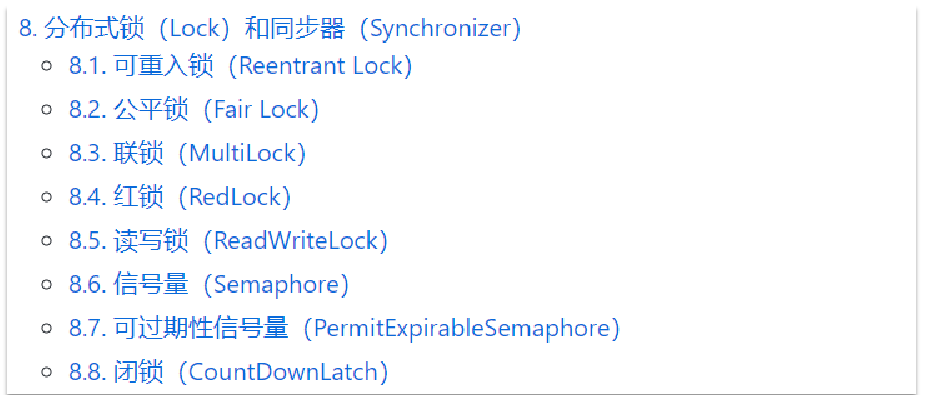 8. 分布式锁（Lock）和同步器（Synchronizer）
8.1. 可重入锁（Reentrant Lock）
8.2. 公平锁（Fair Lock）
8.3. 联锁（MultiLock）
8.4. 红锁（RedLock）
8.5. 读写锁（ReadWriteLock）
8.6. 信号量（Semaphore）
8.7. 可过期性信号量（PermitExpirableSemaphore）
8.8. 闭锁（CountDownLatch）